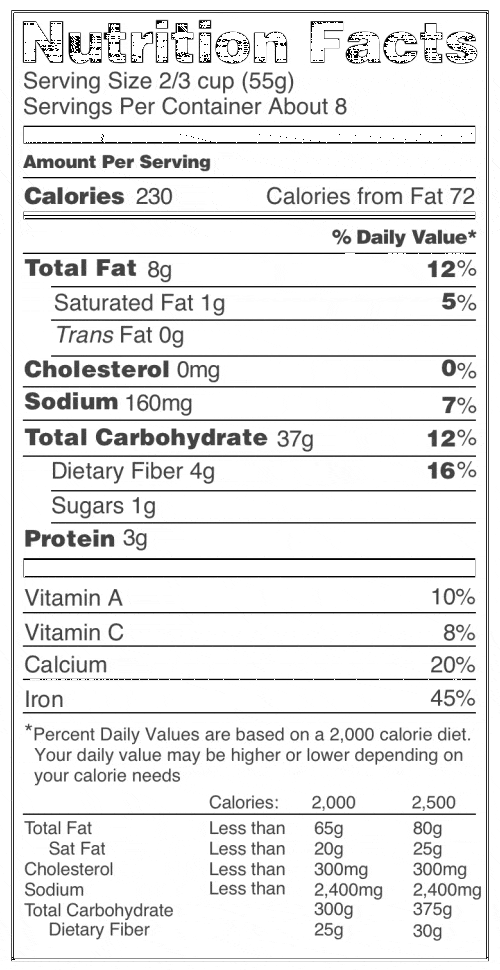 Nutrition Facts
Serving Size 2/3 cup (55g)
Servings Per Container About 8
Amount Per Serving
Calories 230 Calories from Fat 72
% Daily Value*
Total Fat 8g 12%
Saturated Fat 1g 5%
Trans Fat 0g
Cholesterol 0mg 0%
Sodium 160mg 7%
Total Carbohydrate 37g 12%
Dietary Fiber 4g 16%
Sugars 1g
Protein 3g
Vitamin A 10%
Vitamin C 8%
Calcium 20%
Iron 45%
*Percent Daily Values are based on a 2,000 calorie diet.
Your daily value may be higher or lower depending on
your calorie needs
Calories: 2,000 2,500
Total Fat Less than 65g 80g
Sat Fat Less than 20g 25g
Cholesterol Less than 300mg 300mg
Sodium Less than 2,400mg 2,400mg
Total Carbohydrate 300g 375g
Dietary Fiber 25g 30g